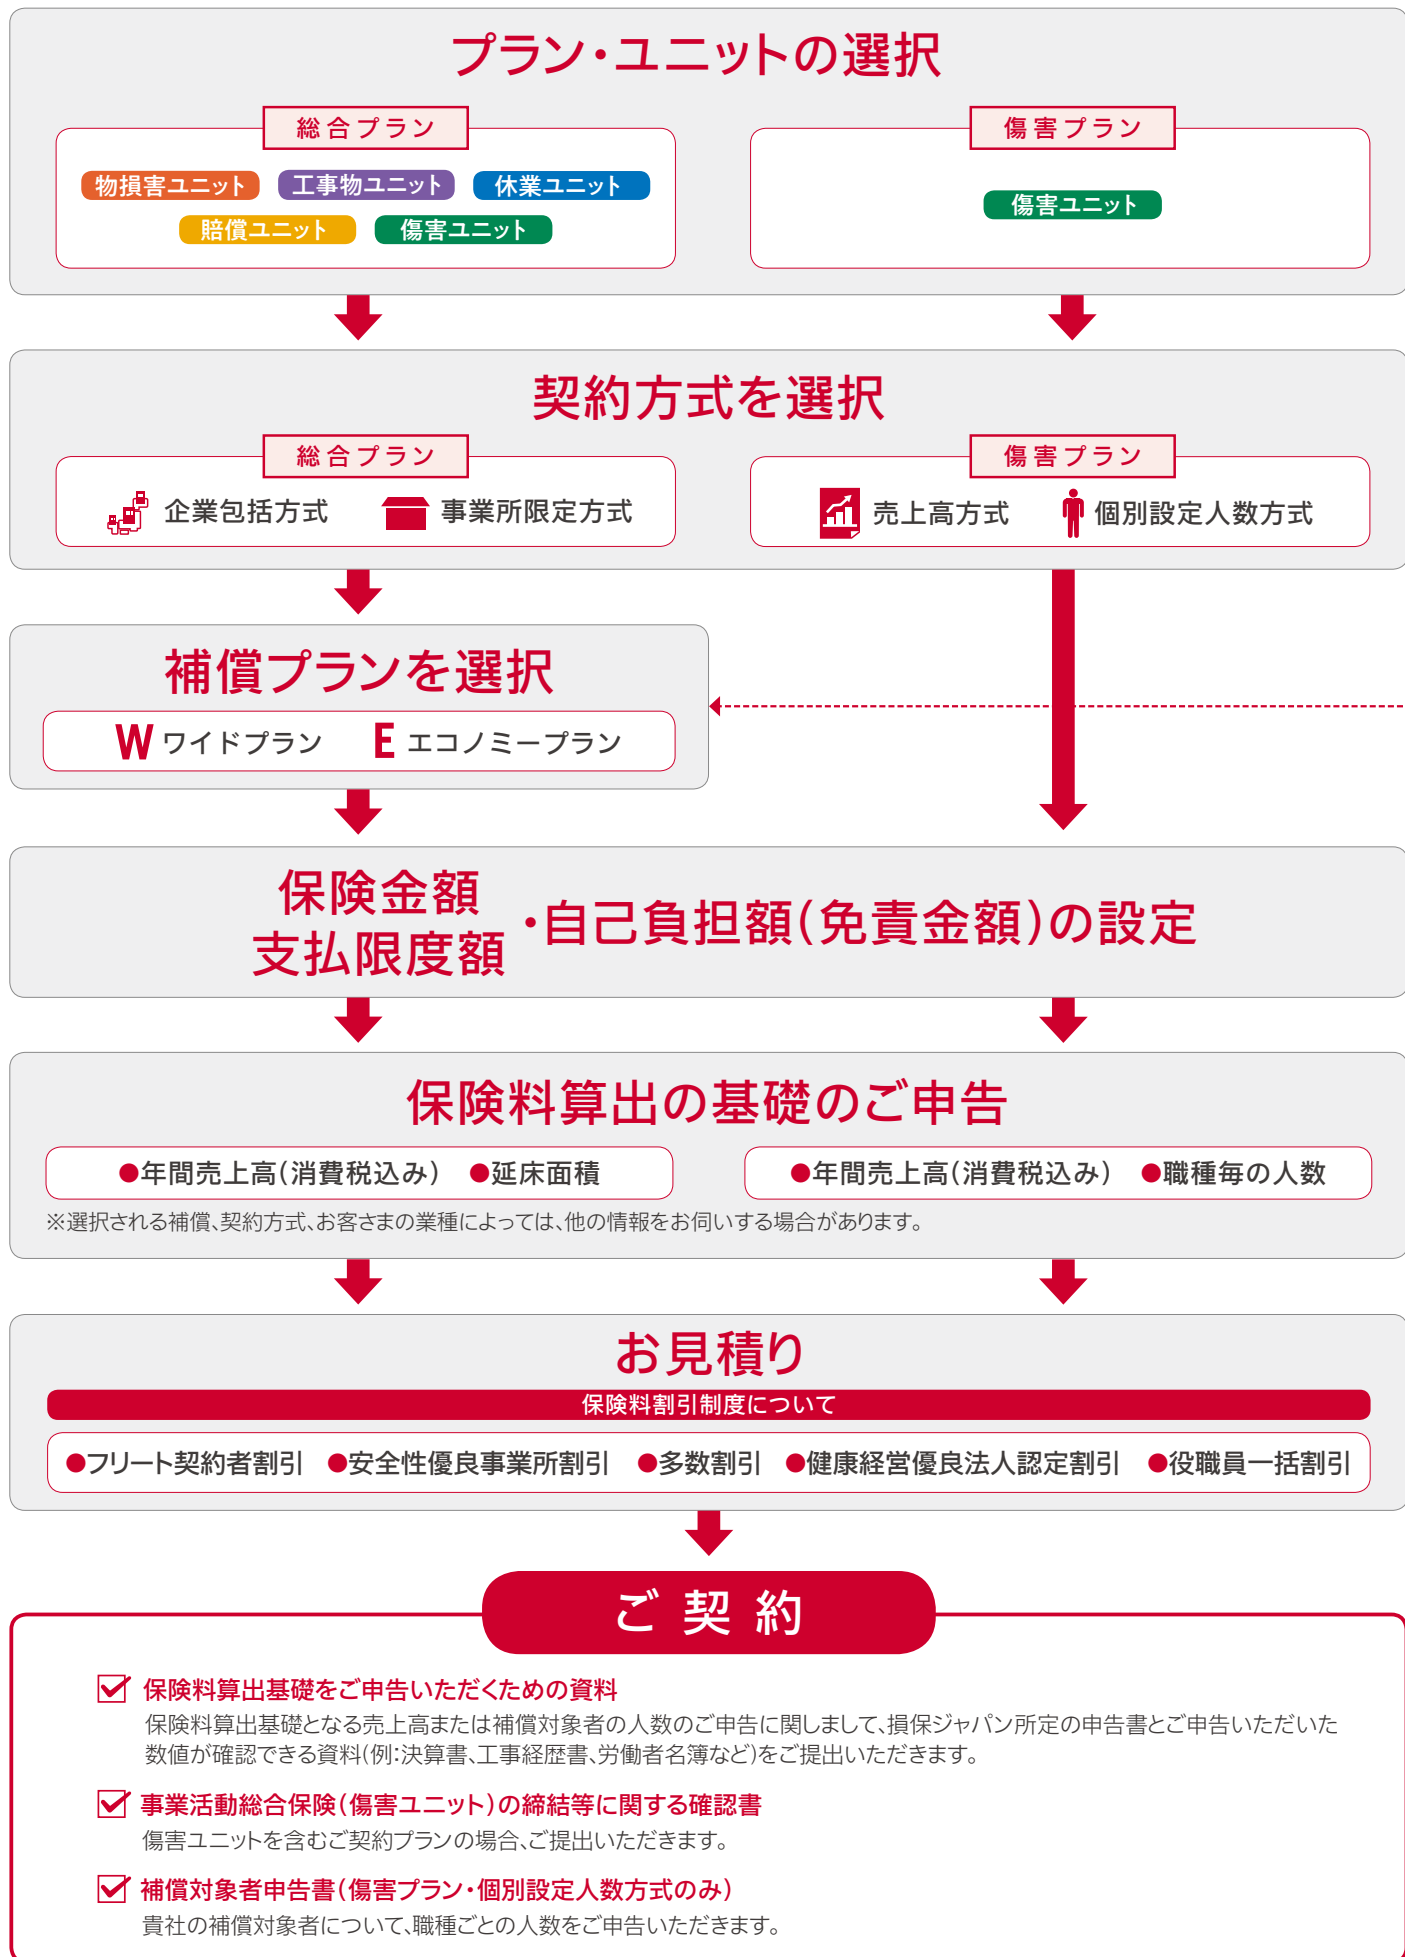 プラン・ユニットの選択
総合プラン
物損害ユニット 工事物ユニット 休業ユニット
賠償ユニット 傷害ユニット
傷害プラン
傷害ユニット
契約方式を選択
総合プラン
企業包括方式 事業所限定方式
傷害プラン
売上高方式 個別設定人数方式
補償プランを選択
W ワイドプラン E エコノミープラン
保険金額
支払限度額
・自己負担額(免責金額)の設定
保険料算出の基礎のご申告
●年間売上高(消費税込み) ●延床面積
●年間売上高(消費税込み) ●職種毎の人数
※選択される補償、契約方式、お客さまの業種によっては、他の情報をお伺いする場合があります。
お見積り
保険料割引制度について
●フリート契約者割引 ●安全性優良事業所割引 ●多数割引 ●健康経営優良法人認定割引 ●役職員一括割引
ご契約
保険料算出基礎をご申告いただくための資料
保険料算出基礎となる売上高または補償対象者の人数のご申告に関しまして、損保ジャパン所定の申告書とご申告いただいた
数値が確認できる資料(例：決算書、工事経歴書、労働者名簿など)をご提出いただきます。
事業活動総合保険(傷害ユニット)の締結等に関する確認書
傷害ユニットを含むご契約プランの場合、ご提出いただきます。
補償対象者申告書(傷害プラン・個別設定人数方式のみ)
貴社の補償対象者について、職種ごとの人数をご申告いただきます。